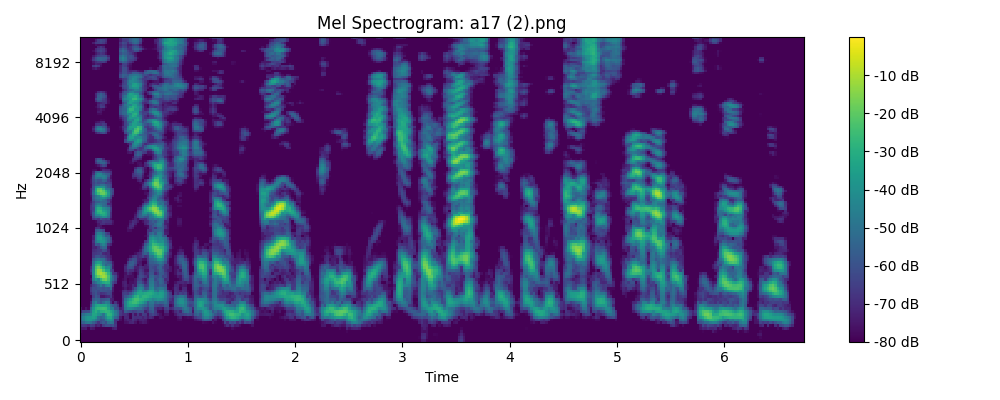 Mel Spectrogram: a17 (2).png
8192
4096
2048
1024
512
0
Hz
0 1 2 3 4 5 6
Time
-10 dB
-20 dB
-30 dB
-40 dB
-50 dB
-60 dB
-70 dB
-80 dB